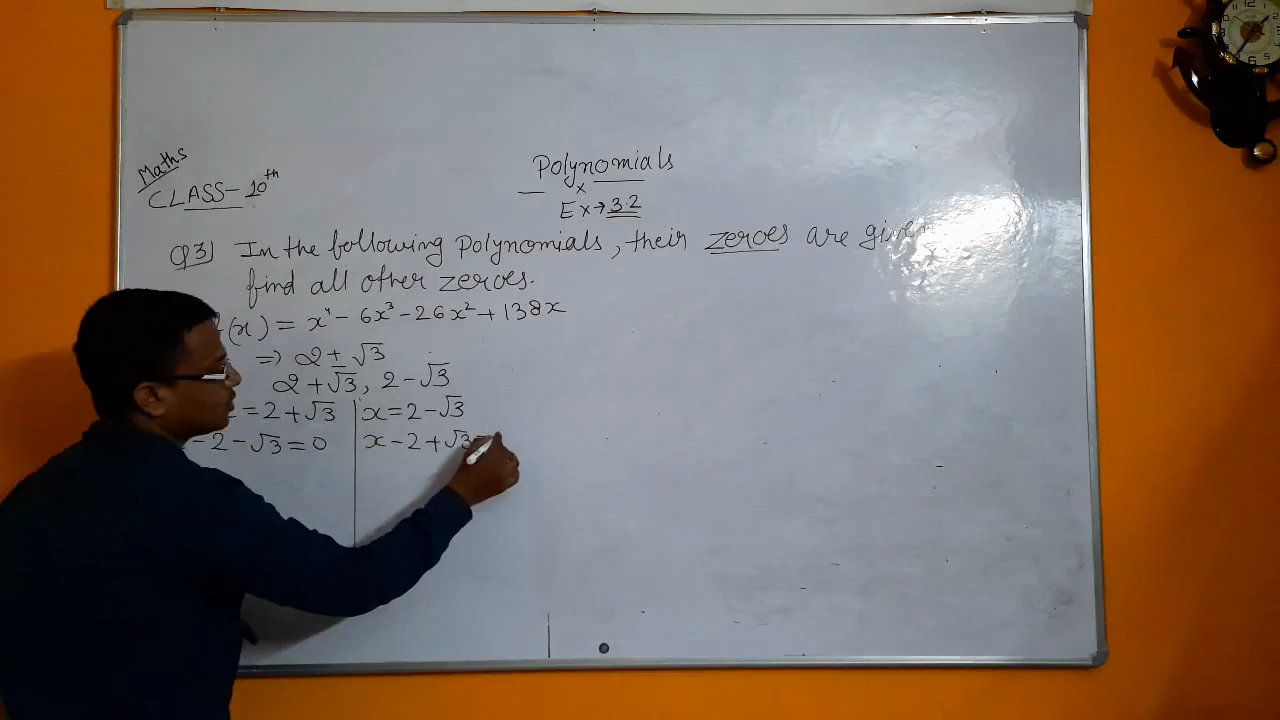 Maths
CLASS-10th
Polynomials
Ex→3.2
Q3) In the following Polynomials, their zeroes are given
find all other zeroes.
(x) = x⁴ - 6x³ - 26x² + 138x
=> 2 ± √3
2 + √3, 2 - √3
= 2 + √3 | x = 2 - √3
- 2 - √3 = 0 | x - 2 + √3 =